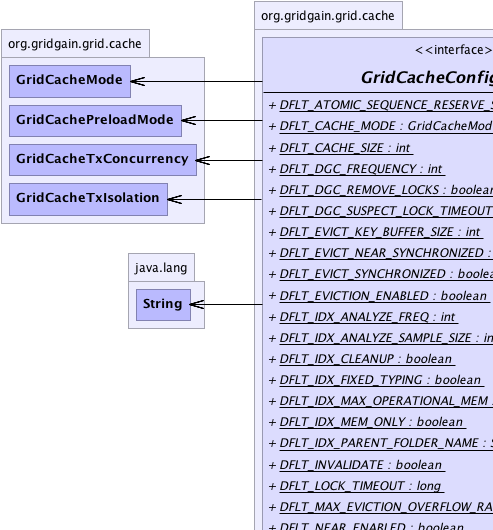 org.gridgain.grid.cache
GridCacheMode
GridCachePreloadMode
GridCacheTxConcurrency
GridCacheTxIsolation
java.lang
String
org.gridgain.grid.cache
<<interface>
GridCacheConfig
+ DFLT_ATOMIC_SEQUENCE_RESERVE_S
+ DFLT_CACHE_MODE : GridCacheMod
+ DFLT_CACHE_SIZE : int
+ DFLT_DGC_FREQUENCY : int
+ DFLT_DGC_REMOVE_LOCKS : boolean
+ DFLT_DGC_SUSPECT_LOCK_TIMEOUT
+ DFLT_EVICT_KEY_BUFFER_SIZE : int
+ DFLT_EVICT_NEAR_SYNCHRONIZED :
+ DFLT_EVICT_SYNCHRONIZED : boolea
+ DFLT_EVICTION_ENABLED : boolean
+ DFLT_IDX_ANALYZE_FREQ : int
+ DFLT_IDX_ANALYZE_SAMPLE_SIZE : in
+ DFLT_IDX_CLEANUP : boolean
+ DFLT_IDX_FIXED_TYPING : boolean
+ DFLT_IDX_MAX_OPERATIONAL_MEM :
+ DFLT_IDX_MEM_ONLY : boolean
+ DFLT_IDX_PARENT_FOLDER_NAME : S
+ DFLT_INVALIDATE : boolean
+ DFLT_LOCK_TIMEOUT : long
+ DFLT_MAX_EVICTION_OVERFLOW_RA
+ DFLT_NEAR_ENABLED : boolean